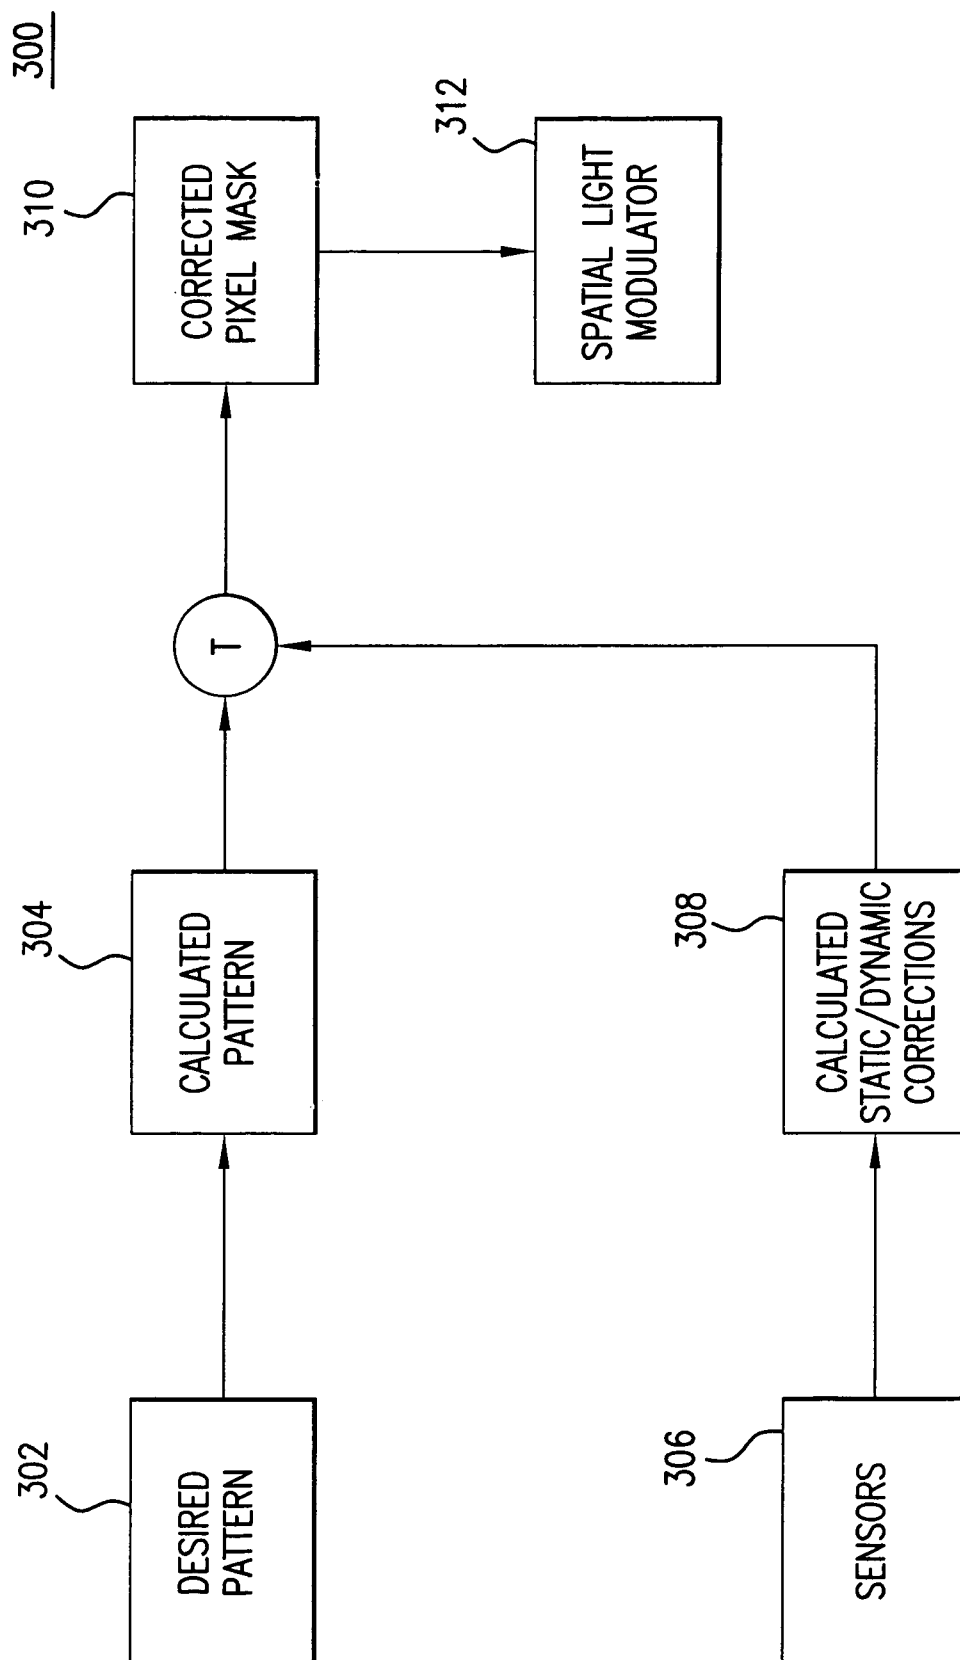 300
302
DESIRED
PATTERN
304
CALCULATED
PATTERN
T
310
CORRECTED
PIXEL MASK
312
SPATIAL LIGHT
MODULATOR
306
SENSORS
308
CALCULATED
STATIC/DYNAMIC
CORRECTIONS